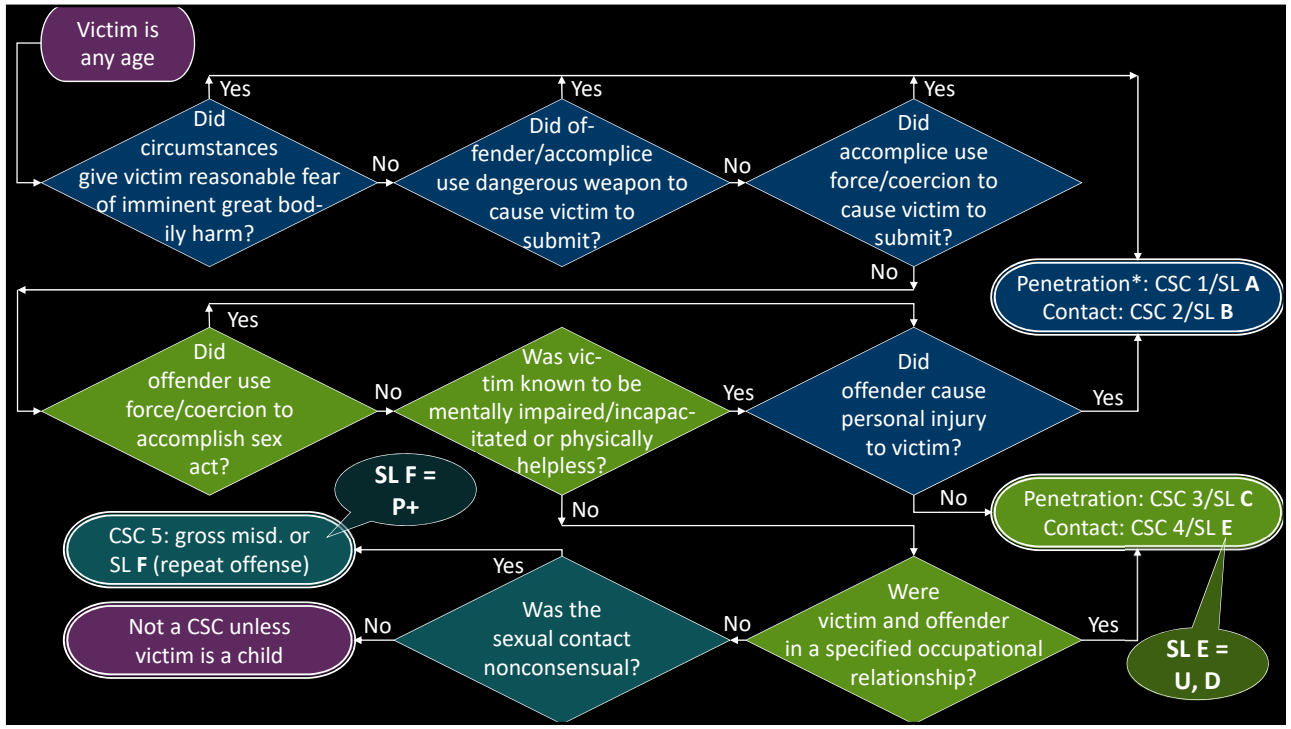 Victim is
any age
Yes
Yes
Yes
Did
circumstances
give victim reasonable fear
of imminent great bod-
ily harm?
No
Did of-
fender/accomplice
use dangerous weapon to
cause victim to
submit?
No
Did
accomplice use
force/coercion to
cause victim to
submit?
No
Penetration*: CSC 1/SL A
Contact: CSC 2/SL B
Yes
Did
offender use
force/coercion to
accomplish sex
act?
No
Was vic-
tim known to be
mentally impaired/incapac-
itated or physically
helpless?
Yes
Did
offender cause
personal injury
to victim?
Yes
SL F =
P+
No
No
Penetration: CSC 3/SL C
Contact: CSC 4/SL E
CSC 5: gross misd. or
SL F (repeat offense)
Yes
Not a CSC unless
victim is a child
No
Was the
sexual contact
nonconsensual?
No
Were
victim and offender
in a specified occupational
relationship?
Yes
SL E =
U, D